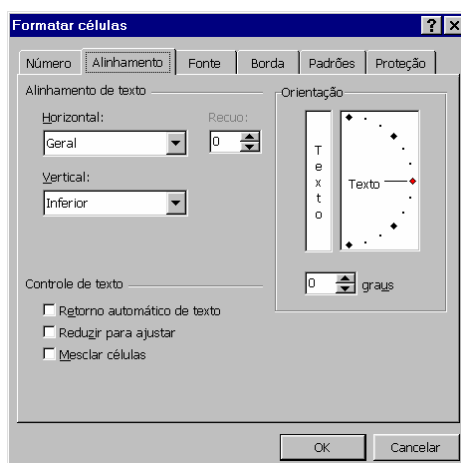 Formatar células
Número Alinhamento Fonte Borda Padrões Proteção
Alinhamento de texto
Horizontal:
Recuo:
Geral
0
Vertical:
Inferior
Orientação
T
e
x
t
o
Texto
0 graus
Controle de texto
Retorno automático de texto
Reduzir para ajustar
Mesclar células
OK Cancelar